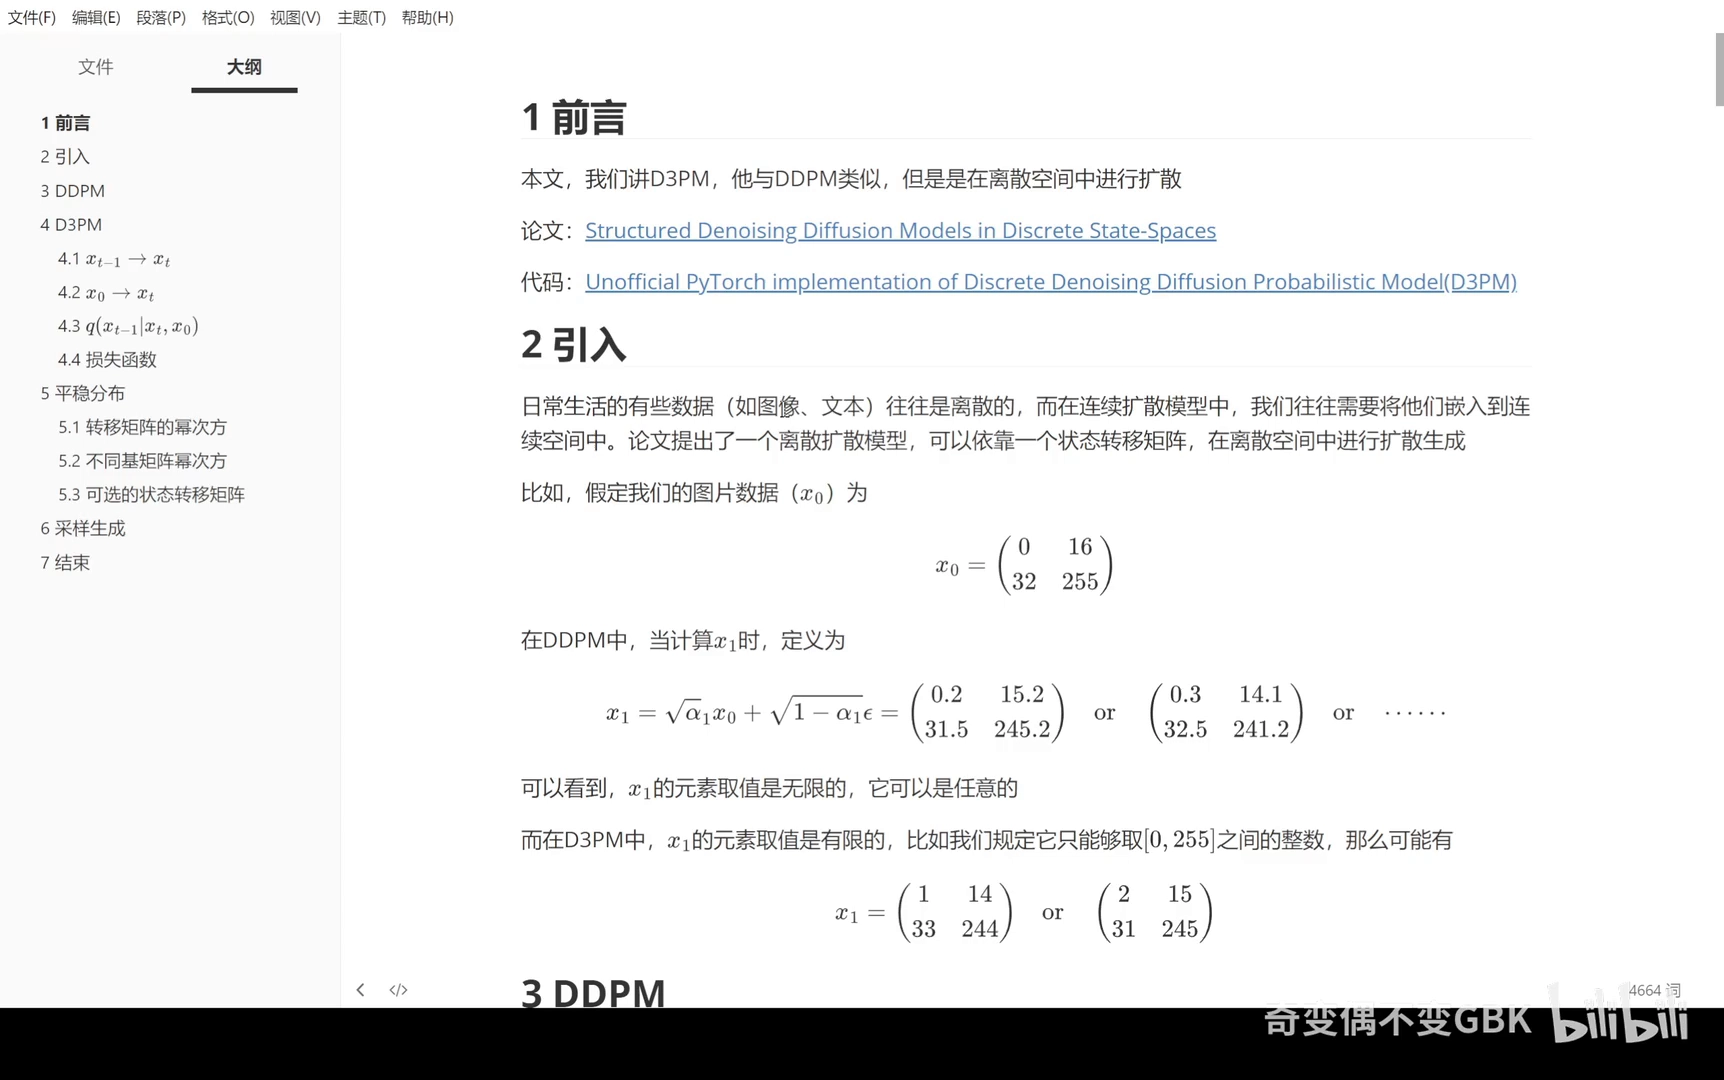 文件(F) 编辑(E) 段落(P) 格式(O) 视图(V) 主题(T) 帮助(H)
文件 大纲
1 前言
2 引入
3 DDPM
4 D3PM
4.1 x_{t−1} → x_t
4.2 x_0 → x_t
4.3 q(x_{t−1}|x_t, x_0)
4.4 损失函数
5 平稳分布
5.1 转移矩阵的幂次方
5.2 不同基矩阵幂次方
5.3 可选的状态转移矩阵
6 采样生成
7 结束
1 前言
本文，我们讲D3PM，他与DDPM类似，但是是在离散空间中进行扩散
论文：Structured Denoising Diffusion Models in Discrete State-Spaces
代码：Unofficial PyTorch implementation of Discrete Denoising Diffusion Probabilistic Model(D3PM)
2 引入
日常生活的有些数据（如图像、文本）往往是离散的，而在连续扩散模型中，我们往往需要将他们嵌入到连
续空间中。论文提出了一个离散扩散模型，可以依靠一个状态转移矩阵，在离散空间中进行扩散生成
比如，假定我们的图片数据（x_0）为
x_0 = (0 16
32 255)
在DDPM中，当计算x_1时，定义为
x_1 = √α_1 x_0 + √(1 − α_1) ϵ = (0.2 15.2
31.5 245.2) or (0.3 14.1
32.5 241.2) or ······
可以看到，x_1的元素取值是无限的，它可以是任意的
而在D3PM中，x_1的元素取值是有限的，比如我们规定它只能够取[0, 255]之间的整数，那么可能有
x_1 = (1 14
33 244) or (2 15
31 245)
3 DDPM
</>
4664 词
奇变偶不变GBK bilibili